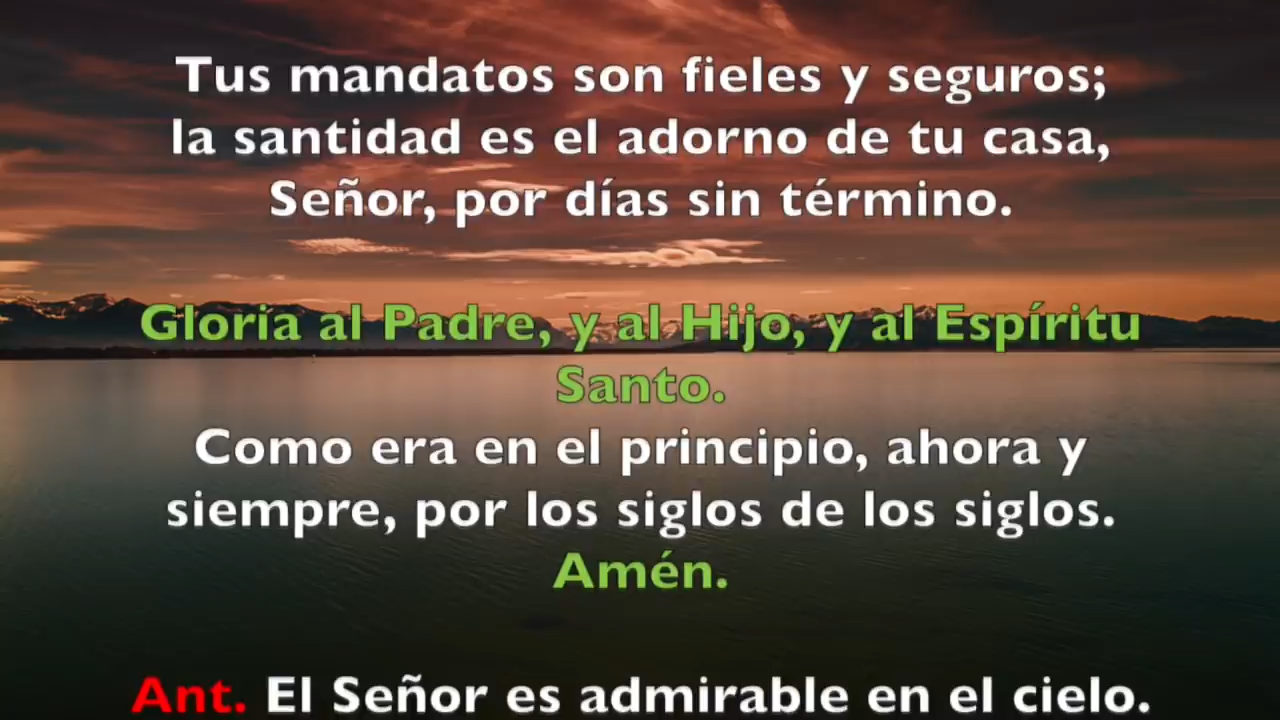 Tus mandatos son fieles y seguros;
la santidad es el adorno de tu casa,
Señor, por días sin término.
Gloria al Padre, y al Hijo, y al Espíritu
Santo.
Como era en el principio, ahora y
siempre, por los siglos de los siglos.
Amén.
Ant. El Señor es admirable en el cielo.